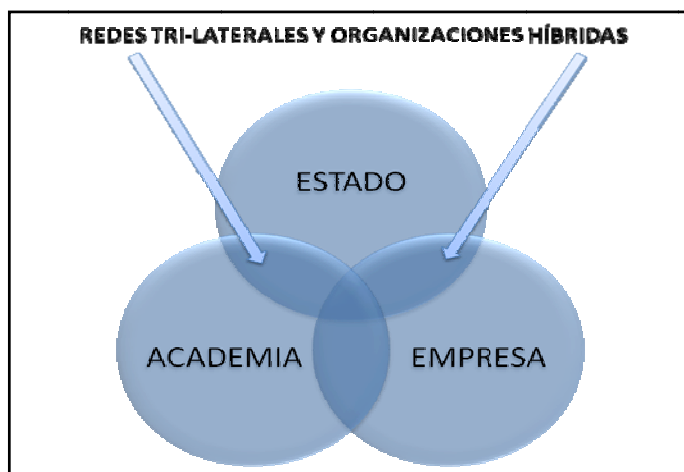 REDES TRI-LATERALES Y ORGANIZACIONES HÍBRIDAS
ESTADO
ACADEMIA
EMPRESA